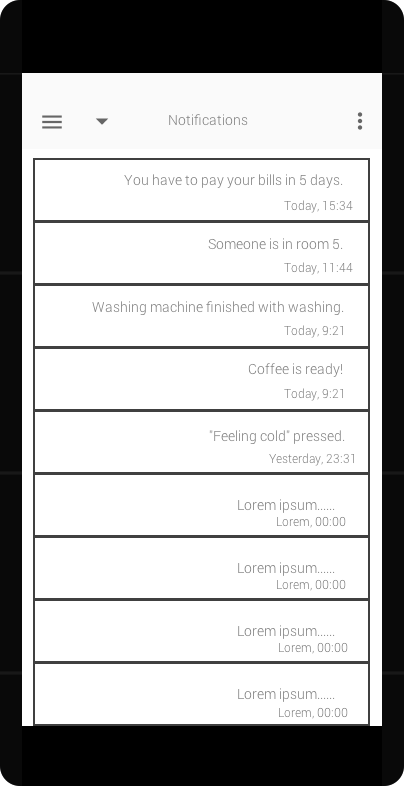 Notifications
You have to pay your bills in 5 days.
Today, 15:34
Someone is in room 5.
Today, 11:44
Washing machine finished with washing.
Today, 9:21
Coffee is ready!
Today, 9:21
"Feeling cold" pressed.
Yesterday, 23:31
Lorem ipsum......
Lorem, 00:00
Lorem ipsum......
Lorem, 00:00
Lorem ipsum......
Lorem, 00:00
Lorem ipsum......
Lorem, 00:00